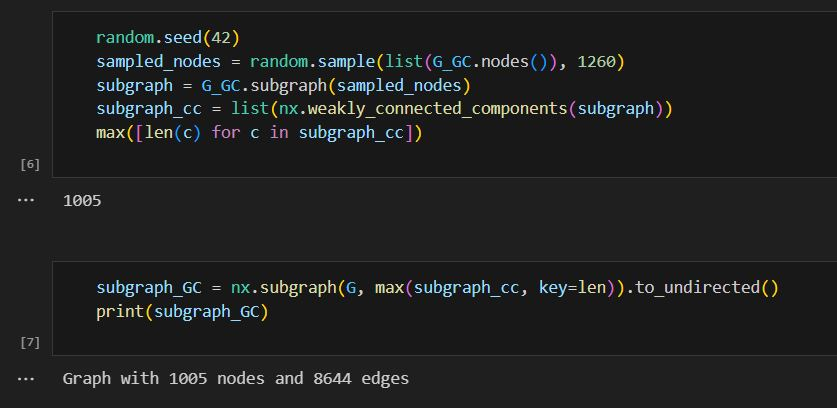 random.seed(42)
sampled_nodes = random.sample(list(G_GC.nodes()), 1260)
subgraph = G_GC.subgraph(sampled_nodes)
subgraph_cc = list(nx.weakly_connected_components(subgraph))
max([len(c) for c in subgraph_cc])
[6]
... 1005
subgraph_GC = nx.subgraph(G, max(subgraph_cc, key=len)).to_undirected()
print(subgraph_GC)
[7]
... Graph with 1005 nodes and 8644 edges